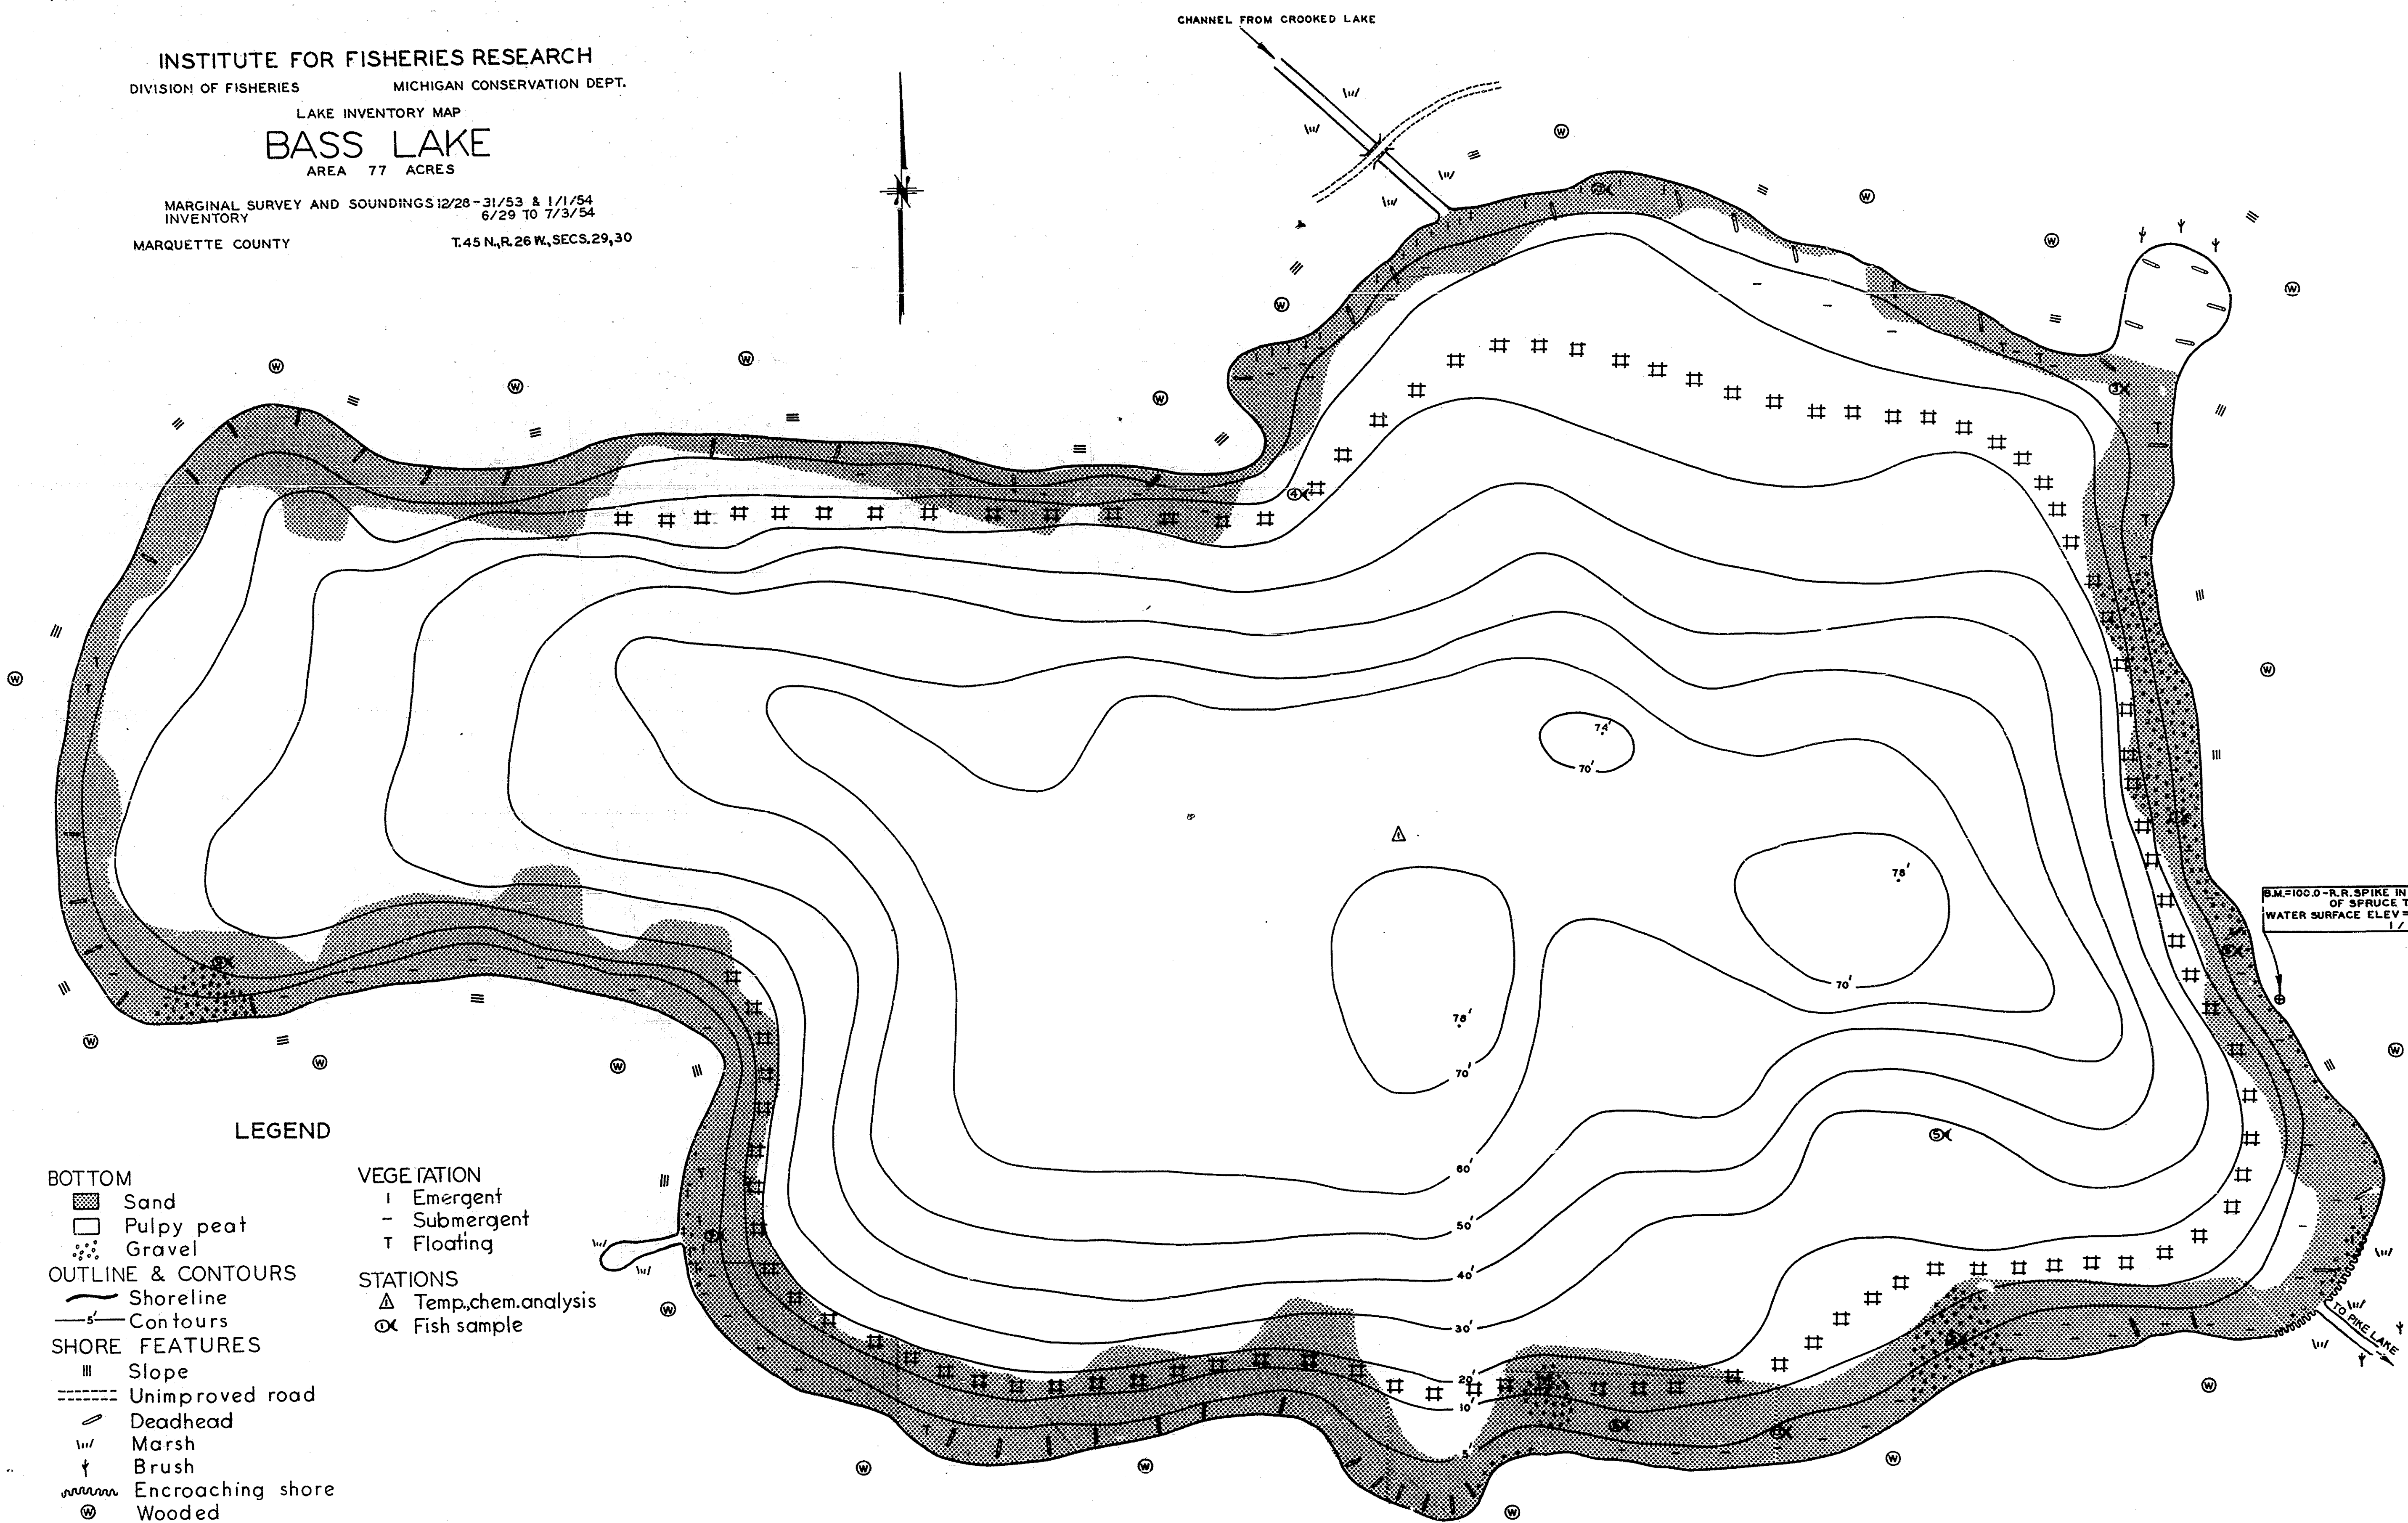 CHANNEL FROM CROOKED LAKE
INSTITUTE FOR FISHERIES RESEARCH
DIVISION OF FISHERIES MICHIGAN CONSERVATION DEPT.
LAKE INVENTORY MAP
BASS LAKE
AREA 77 ACRES
MARGINAL SURVEY AND SOUNDINGS 12/28-31/53 & 1/1/54
INVENTORY 6/29 TO 7/3/54
MARQUETTE COUNTY T.45 N., R.26 W., SECS. 29,30
74'
70'
78'
70'
78'
70'
60'
50'
40'
30'
20'
10'
5'
B.M.=100.0-R.R. SPIKE IN
OF SPRUCE T
WATER SURFACE ELEV =
1/
TO PIKE LAKE
LEGEND
BOTTOM
Sand
Pulpy peat
Gravel
OUTLINE & CONTOURS
Shoreline
5' Contours
SHORE FEATURES
Slope
Unimproved road
Deadhead
Marsh
Brush
Encroaching shore
W Wooded
VEGETATION
I Emergent
- Submergent
T Floating
STATIONS
1 Temp., chem. analysis
1 Fish sample